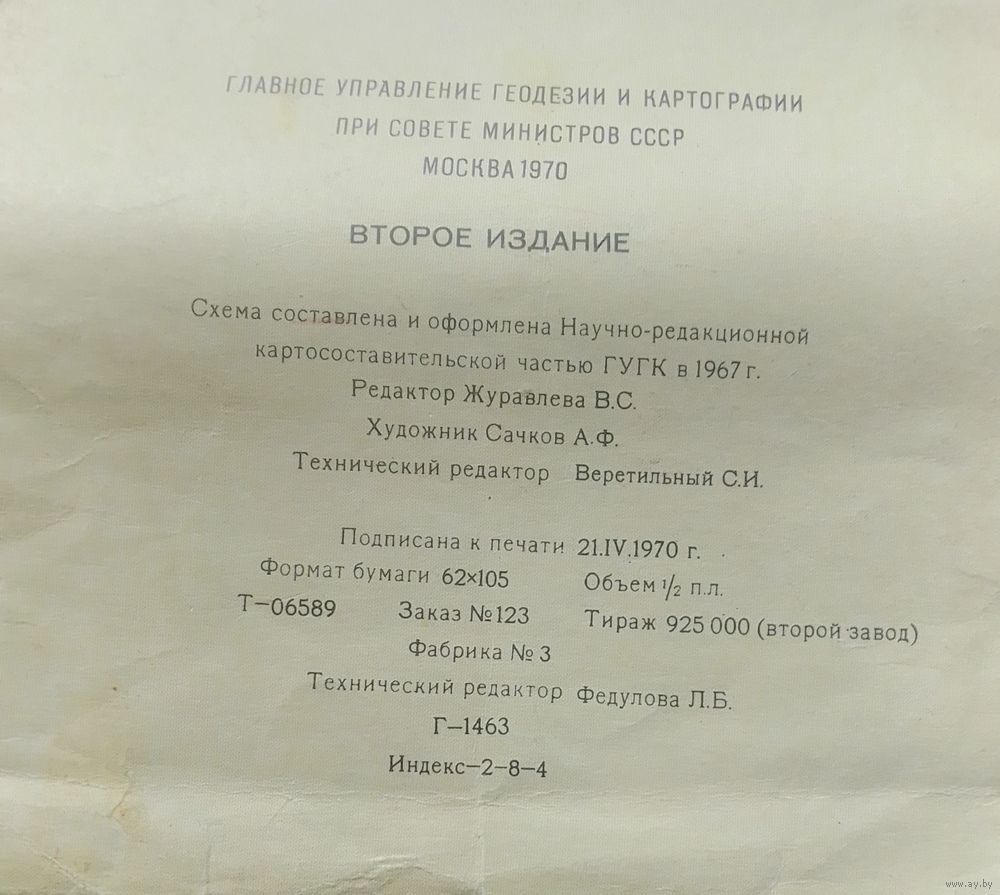 ГЛАВНОЕ УПРАВЛЕНИЕ ГЕОДЕЗИИ И КАРТОГРАФИИ
ПРИ СОВЕТЕ МИНИСТРОВ СССР
МОСКВА 1970
ВТОРОЕ ИЗДАНИЕ
Схема составлена и оформлена Научно-редакционной
картосоставительской частью ГУГК в 1967 г.
Редактор Журавлева В.С.
Художник Сачков А.Ф.
Технический редактор Веретильный С.И.
Подписана к печати 21.IV.1970 г.
Формат бумаги 62×105 Объем 1/2 п.л.
Т—06589 Заказ №123 Тираж 925 000 (второй завод)
Фабрика № 3
Технический редактор Федулова Л.Б.
Г—1463
Индекс—2—8—4
www.ay.by